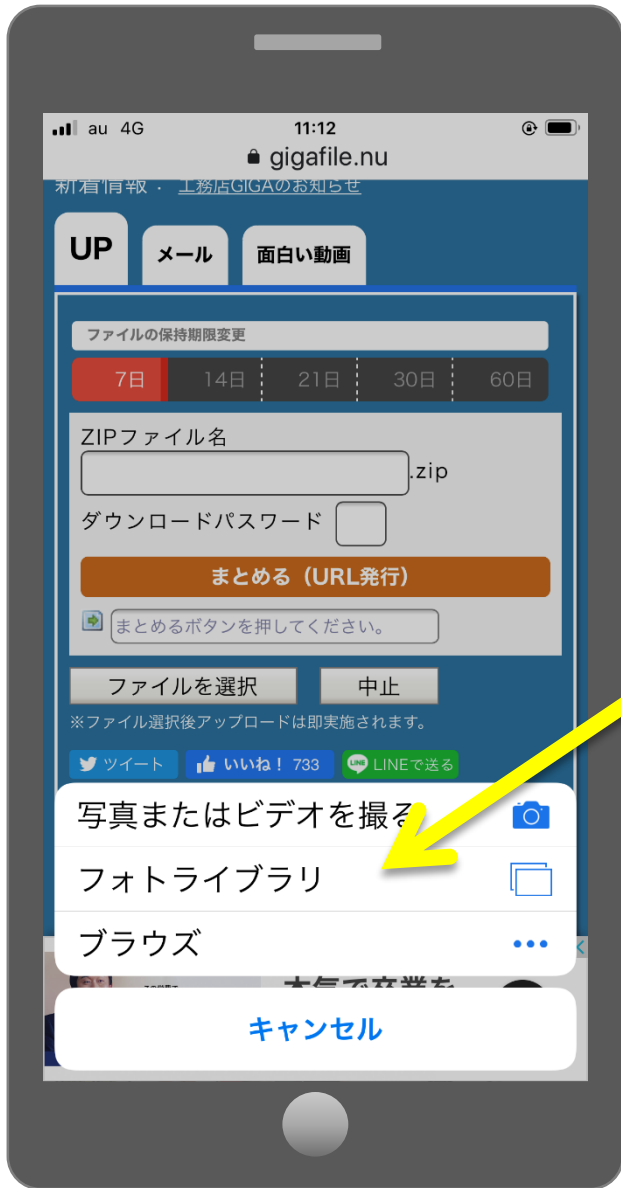 au 4G 11:12
gigafile.nu
新着情報 : 工務店GIGAのお知らせ
UP メール 面白い動画
ファイルの保持期限変更
7日 14日 21日 30日 60日
ZIPファイル名
.zip
ダウンロードパスワード
まとめる（URL発行）
まとめるボタンを押してください。
ファイルを選択 中止
※ファイル選択後アップロードは即実施されます。
ツイート いいね！ 733 LINEで送る
写真またはビデオを撮る
フォトライブラリ
ブラウズ
本気で卒業を
キャンセル